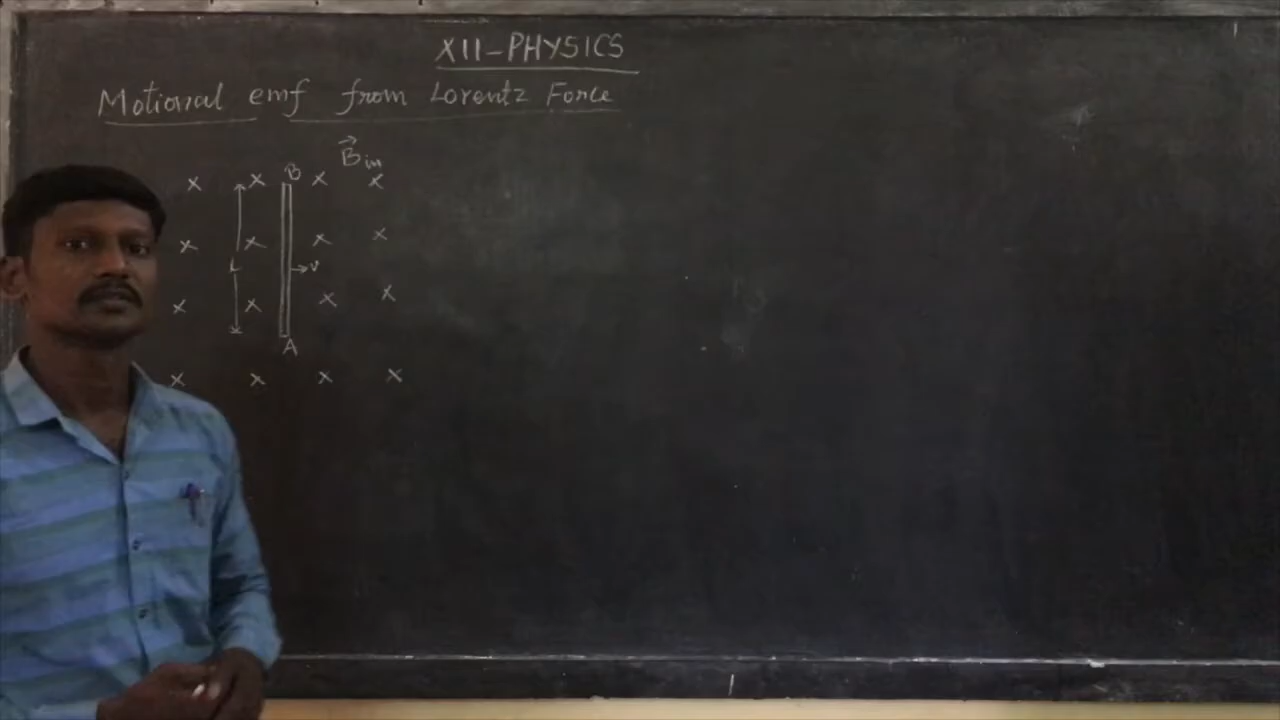 XII-PHYSICS
Motional emf from Lorentz Force
B in
x x B x x
x x x x
L v
x x x x
A
x x x x